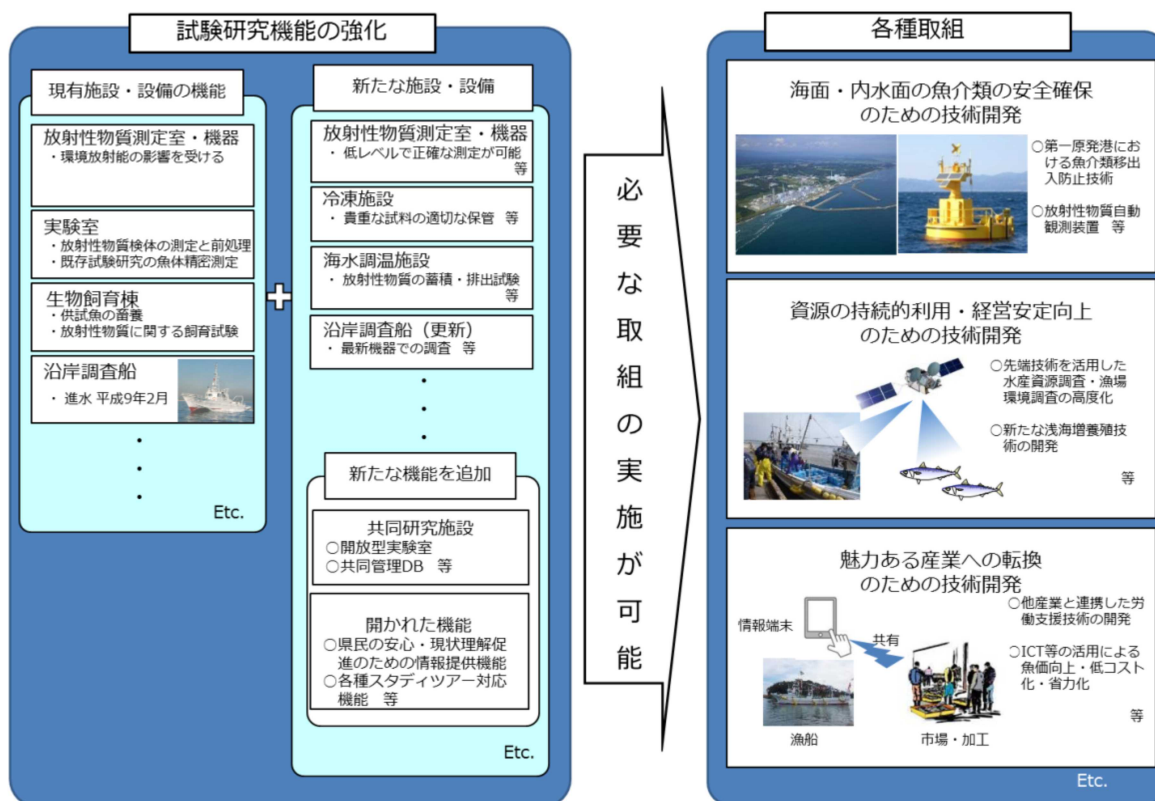 試験研究機能の強化
現有施設・設備の機能
放射性物質測定室・機器
・環境放射能の影響を受ける
実験室
・放射性物質検体の測定と前処理
・既存試験研究の魚体精密測定
生物飼育棟
・供試魚の畜養
・放射性物質に関する飼育試験
沿岸調査船
・進水 平成9年2月
・
・
・
Etc.
新たな施設・設備
放射性物質測定室・機器
・低レベルで正確な測定が可能
等
冷凍施設
・貴重な試料の適切な保管 等
海水調温施設
・放射性物質の蓄積・排出試験
等
沿岸調査船（更新）
・最新機器での調査 等
・
・
・
新たな機能を追加
共同研究施設
○開放型実験室
○共同管理DB 等
開かれた機能
○県民の安心・現状理解促
進のための情報提供機能
○各種スタディツアー対応
機能 等
Etc.
必要な取組の実施が可能
各種取組
海面・内水面の魚介類の安全確保
のための技術開発
○第一原発港にお
ける魚介類移出
入防止技術
○放射性物質自動
観測装置 等
資源の持続的利用・経営安定向上
のための技術開発
○先端技術を活用した
水産資源調査・漁場
環境調査の高度化
○新たな浅海増養殖技
術の開発
等
魅力ある産業への転換
のための技術開発
情報端末
共有
漁船
市場・加工
○他産業と連携した労
働支援技術の開発
○ICT等の活用による
魚価向上・低コスト
化・省力化
等
Etc.